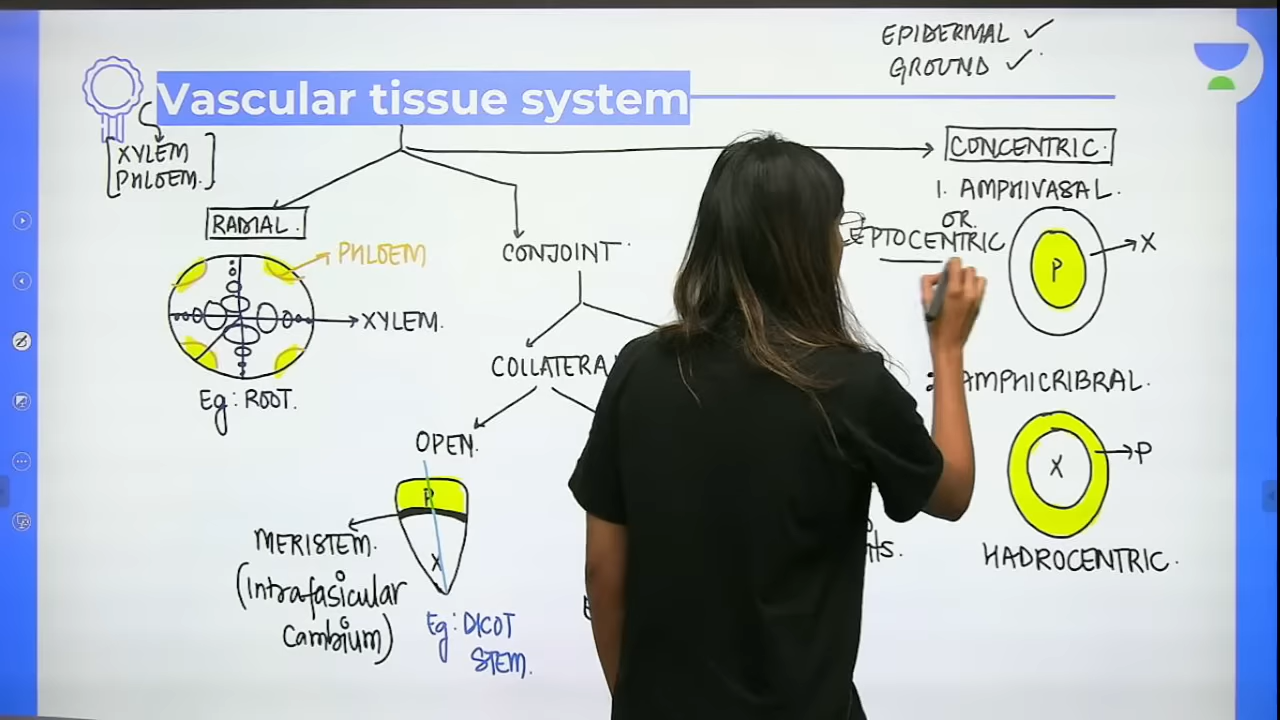 EPIDERMAL ✓
GROUND ✓
Vascular tissue system
[XYLEM
PHLOEM.]
CONCENTRIC.
1. AMPHIVASAL.
OR
EPTOCENTRIC
P
X
RADIAL.
PHLOEM
XYLEM.
Eg: ROOT.
CONJOINT
COLLATERA
OPEN.
P
X
MERISTEM.
(Intrafasicular
Cambium)
Eg: DICOT
STEM.
AMPHICRIBRAL.
X
P
HADROCENTRIC.